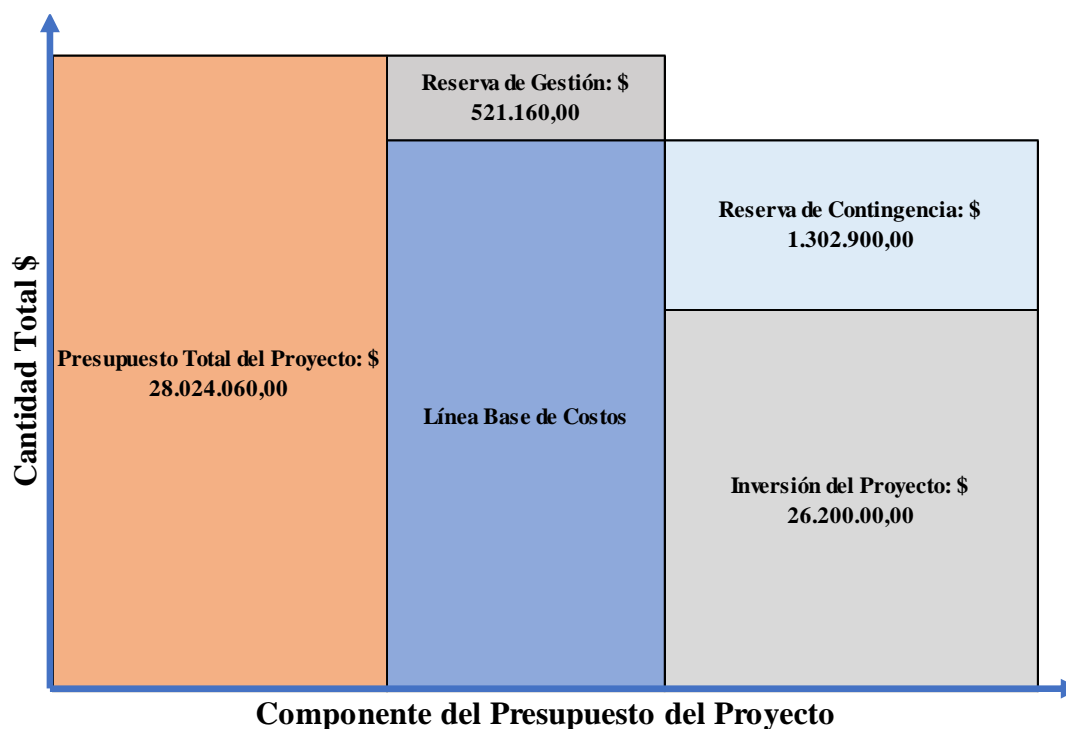 Cantidad Total $
Reserva de Gestión: $
521.160,00
Reserva de Contingencia: $
1.302.900,00
Presupuesto Total del Proyecto: $
28.024.060,00
Línea Base de Costos
Inversión del Proyecto: $
26.200.00,00
Componente del Presupuesto del Proyecto